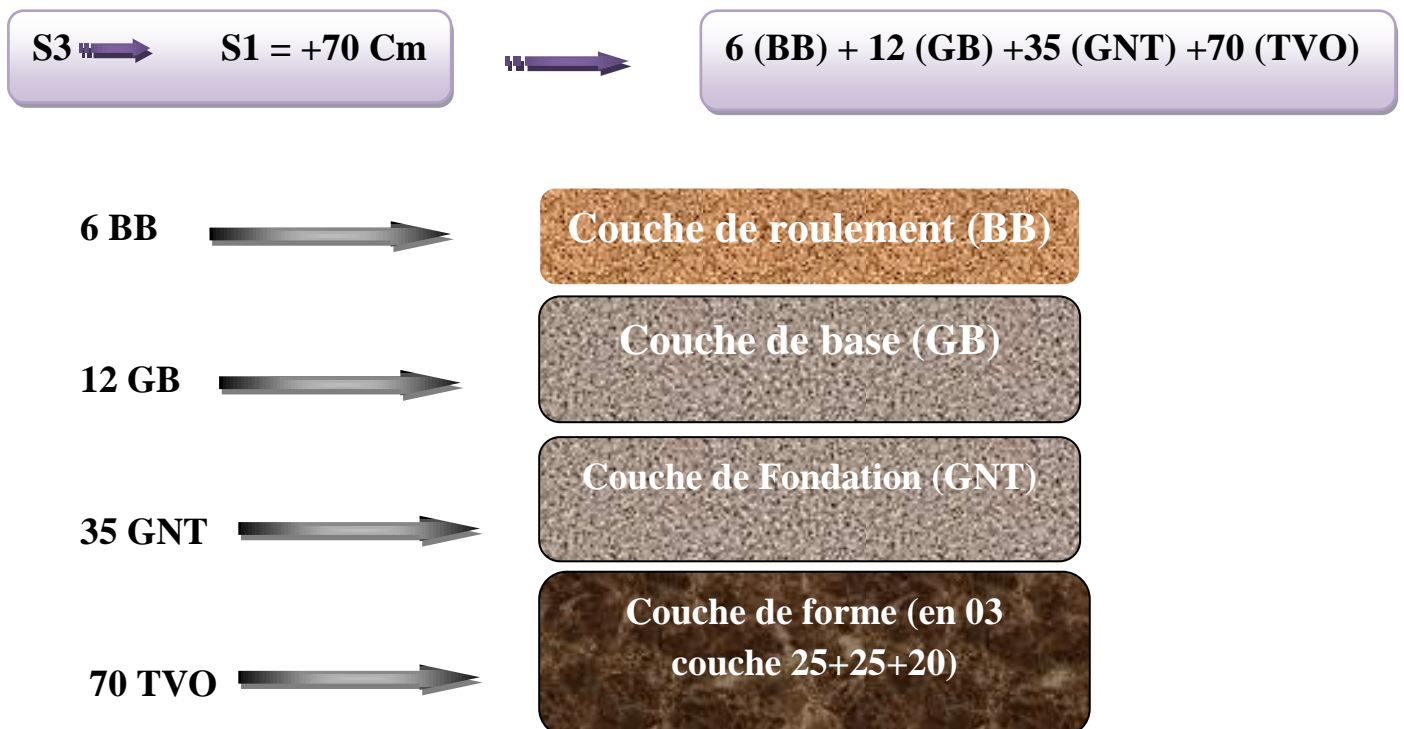 S3 S1 = +70 Cm
6 (BB) + 12 (GB) +35 (GNT) +70 (TVO)
6 BB
Couche de roulement (BB)
12 GB
Couche de base (GB)
35 GNT
Couche de Fondation (GNT)
70 TVO
Couche de forme (en 03
couche 25+25+20)